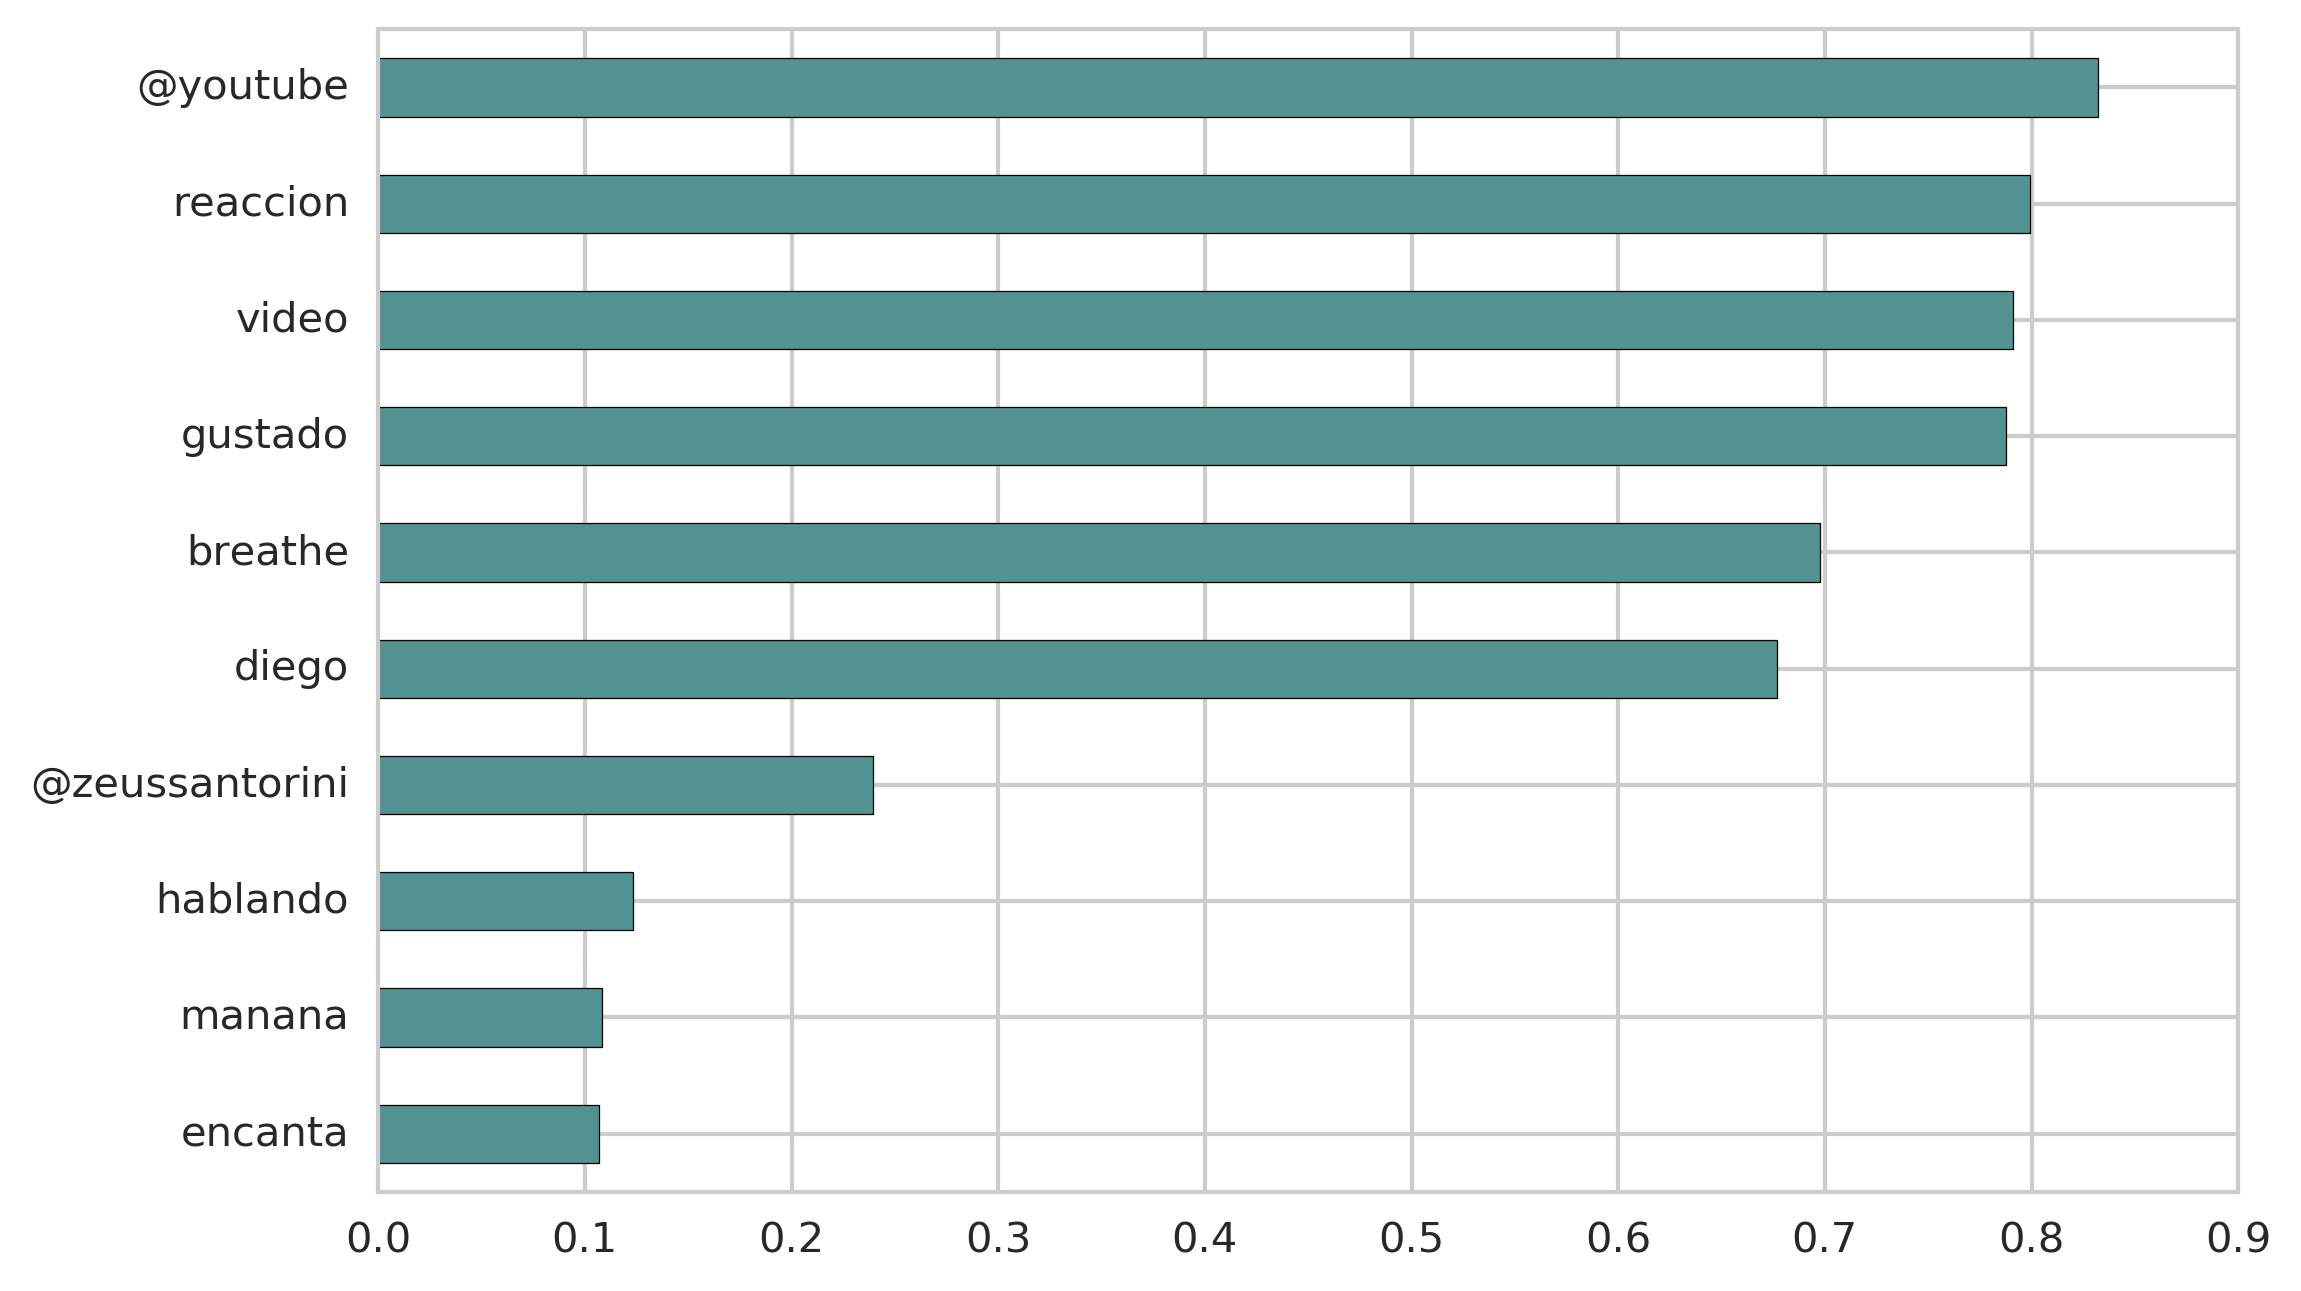 @youtube
reaccion
video
gustado
breathe
diego
@zeussantorini
hablando
manana
encanta
0.0 0.1 0.2 0.3 0.4 0.5 0.6 0.7 0.8 0.9